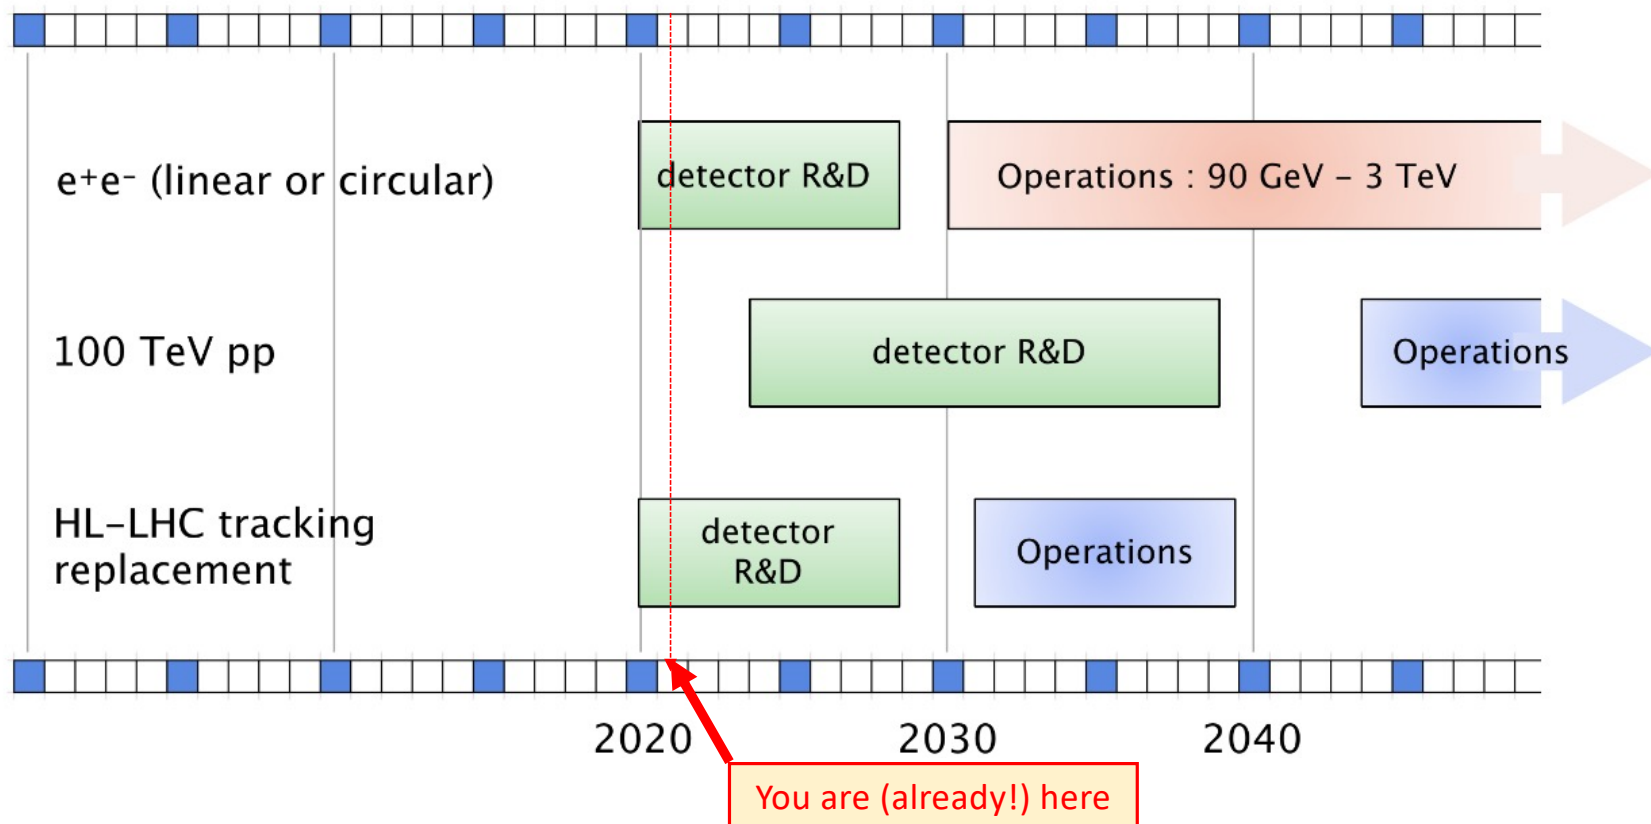 e⁺e⁻ (linear or circular)
detector R&D
Operations : 90 GeV – 3 TeV
100 TeV pp
detector R&D
Operations
HL–LHC tracking
replacement
detector
R&D
Operations
2020
2030
2040
You are (already!) here